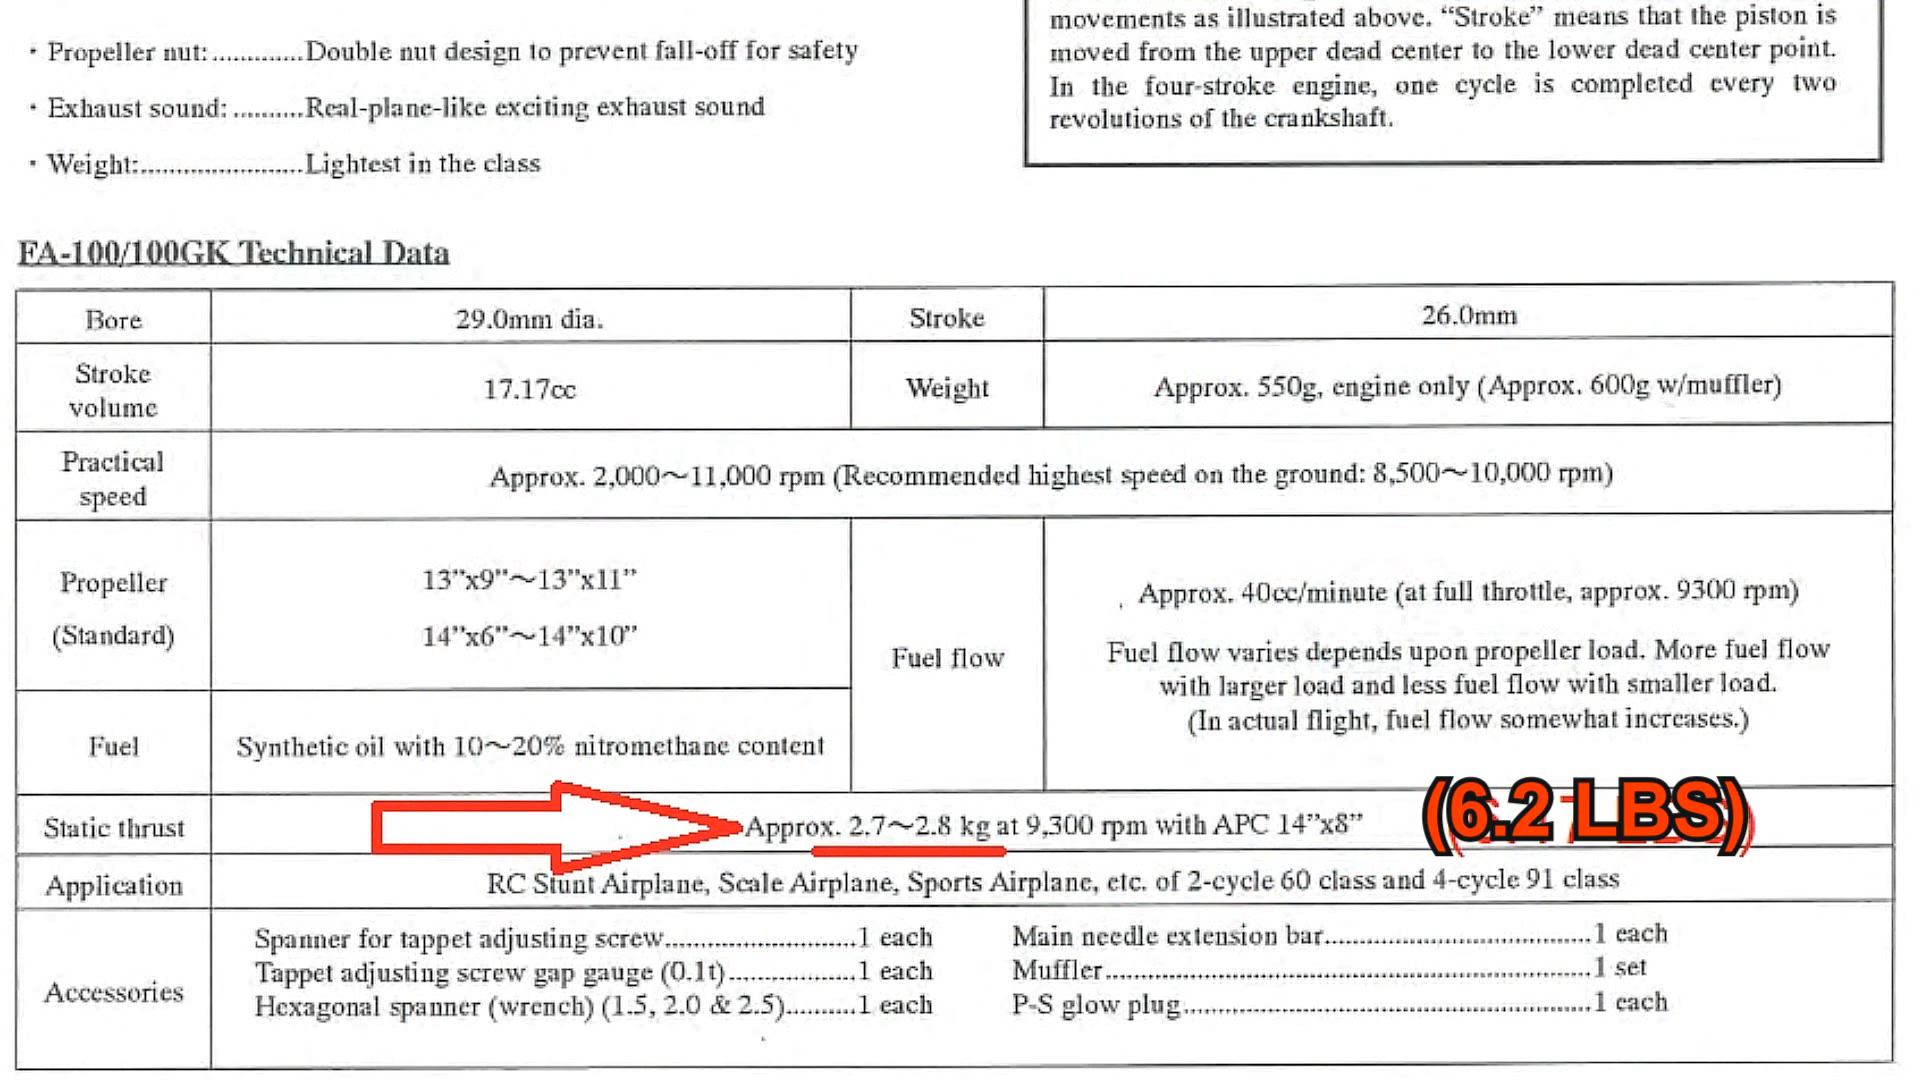 · Propeller nut:.............Double nut design to prevent fall-off for safety
· Exhaust sound:..........Real-plane-like exciting exhaust sound
· Weight:.......................Lightest in the class
movements as illustrated above. “Stroke” means that the piston is
moved from the upper dead center to the lower dead center point.
In the four-stroke engine, one cycle is completed every two
revolutions of the crankshaft.
FA-100/100GK Technical Data
Bore
29.0mm dia.
Stroke
26.0mm
Stroke
volume
17.17cc
Weight
Approx. 550g, engine only (Approx. 600g w/muffler)
Practical
speed
Approx. 2,000～11,000 rpm (Recommended highest speed on the ground: 8,500～10,000 rpm)
Propeller
(Standard)
13”x9”～13”x11”
14”x6”～14”x10”
Fuel flow
Approx. 40cc/minute (at full throttle, approx. 9300 rpm)
Fuel flow varies depends upon propeller load. More fuel flow
with larger load and less fuel flow with smaller load.
(In actual flight, fuel flow somewhat increases.)
Fuel
Synthetic oil with 10～20% nitromethane content
Static thrust
Approx. 2.7～2.8 kg at 9,300 rpm with APC 14”x8”
(6.2 LBS)
Application
RC Stunt Airplane, Scale Airplane, Sports Airplane, etc. of 2-cycle 60 class and 4-cycle 91 class
Accessories
Spanner for tappet adjusting screw...........................1 each
Tappet adjusting screw gap gauge (0.1t)..................1 each
Hexagonal spanner (wrench) (1.5, 2.0 & 2.5)..........1 each
Main needle extension bar......................................1 each
Muffler....................................................................1 set
P-S glow plug.........................................................1 each